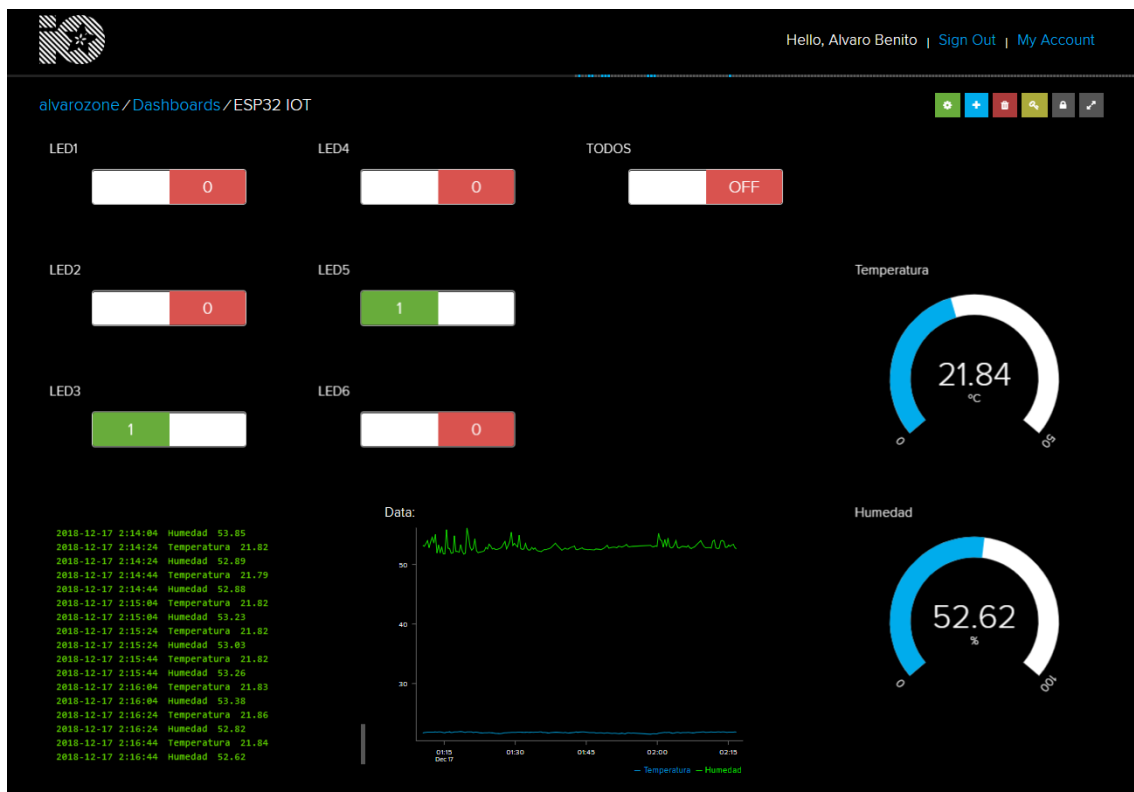 Hello, Alvaro Benito | Sign Out | My Account
alvarozone / Dashboards / ESP32 IOT
LED1
0
LED4
0
TODOS
OFF
LED2
0
LED5
1
Temperatura
21.84
°C
0
50
LED3
1
LED6
0
2018-12-17 2:14:04 Humedad 53.85
2018-12-17 2:14:24 Temperatura 21.82
2018-12-17 2:14:24 Humedad 52.89
2018-12-17 2:14:44 Temperatura 21.79
2018-12-17 2:14:44 Humedad 52.88
2018-12-17 2:15:04 Temperatura 21.82
2018-12-17 2:15:04 Humedad 53.23
2018-12-17 2:15:24 Temperatura 21.82
2018-12-17 2:15:24 Humedad 53.03
2018-12-17 2:15:44 Temperatura 21.82
2018-12-17 2:15:44 Humedad 53.26
2018-12-17 2:16:04 Temperatura 21.83
2018-12-17 2:16:04 Humedad 53.38
2018-12-17 2:16:24 Temperatura 21.86
2018-12-17 2:16:24 Humedad 52.82
2018-12-17 2:16:44 Temperatura 21.84
2018-12-17 2:16:44 Humedad 52.62
Data:
50
40
30
01:15 01:30 01:45 02:00 02:15
Dec 17
Temperatura Humedad
Humedad
52.62
%
0
100